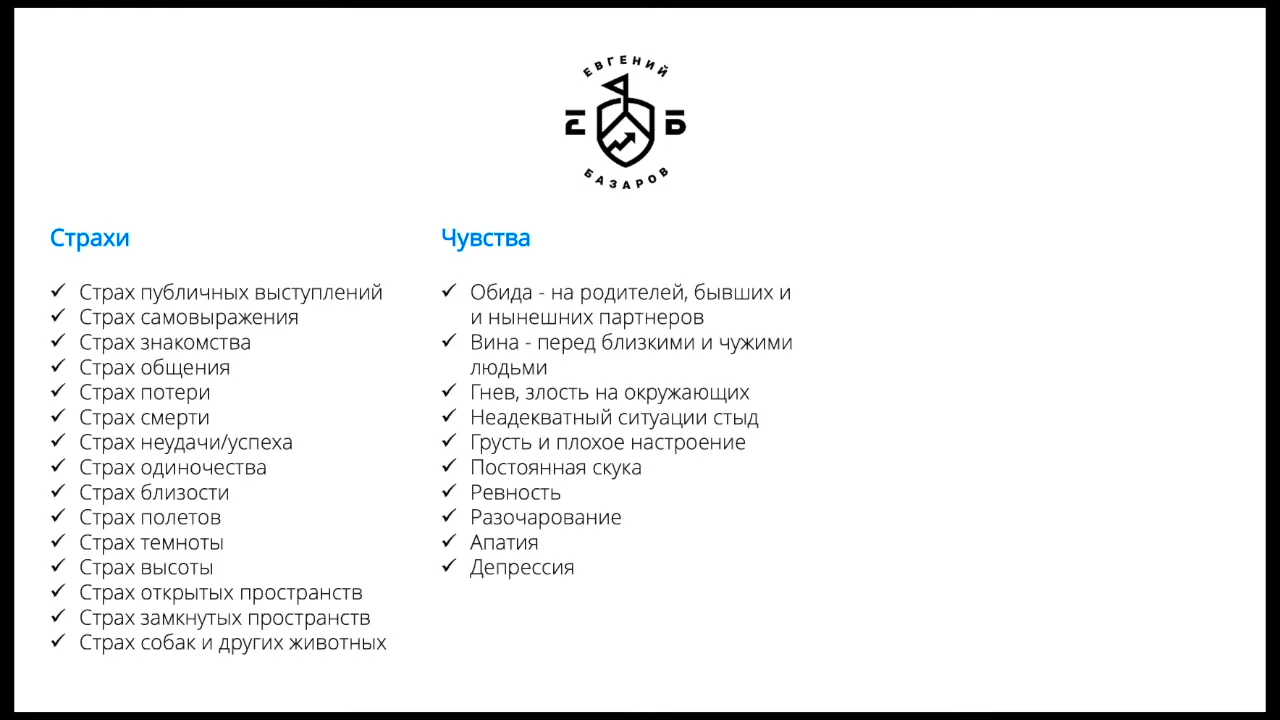 ЕВГЕНИЙ
Е Б
БАЗАРОВ
Страхи
Страх публичных выступлений
Страх самовыражения
Страх знакомства
Страх общения
Страх потери
Страх смерти
Страх неудачи/успеха
Страх одиночества
Страх близости
Страх полетов
Страх темноты
Страх высоты
Страх открытых пространств
Страх замкнутых пространств
Страх собак и других животных
Чувства
Обида - на родителей, бывших и
и нынешних партнеров
Вина - перед близкими и чужими
людьми
Гнев, злость на окружающих
Неадекватный ситуации стыд
Грусть и плохое настроение
Постоянная скука
Ревность
Разочарование
Апатия
Депрессия